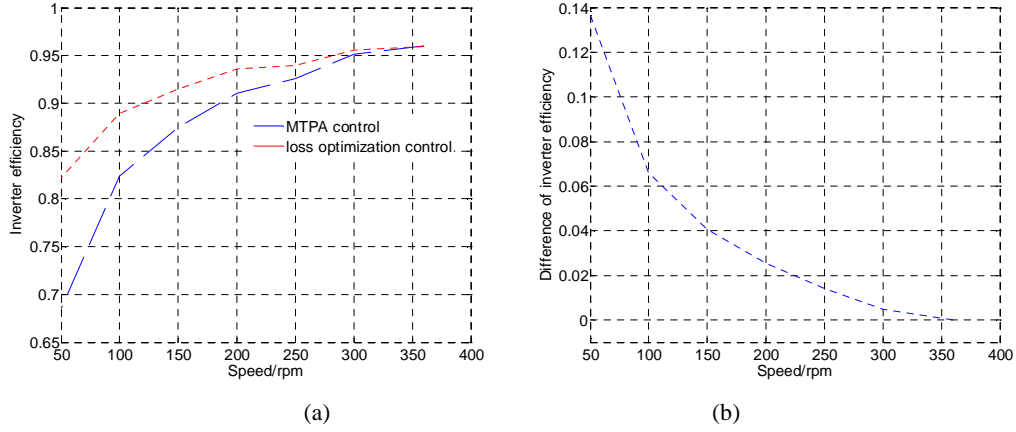 1
0.95
0.9
0.85
0.8
0.75
0.7
0.65
50 100 150 200 250 300 350 400
Speed/rpm
Inverter efficiency
MTPA control
loss optimization control
(a)
0.14
0.12
0.1
0.08
0.06
0.04
0.02
0
50 100 150 200 250 300 350 400
Speed/rpm
Difference of inverter efficiency
(b)